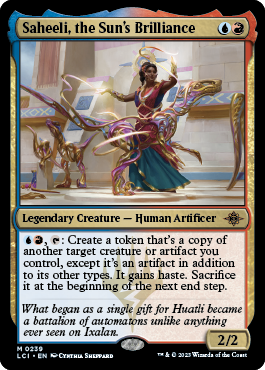 Saheeli, the Sun's Brilliance
Legendary Creature — Human Artificer
, : Create a token that's a copy of
another target creature or artifact you
control, except it's an artifact in addition
to its other types. It gains haste. Sacrifice
it at the beginning of the next end step.
What began as a single gift for Huatli became
a battalion of automatons unlike anything
ever seen on Ixalan.
2/2
M 0239
LCI • EN Cynthia Sheppard
™ & © 2023 Wizards of the Coast